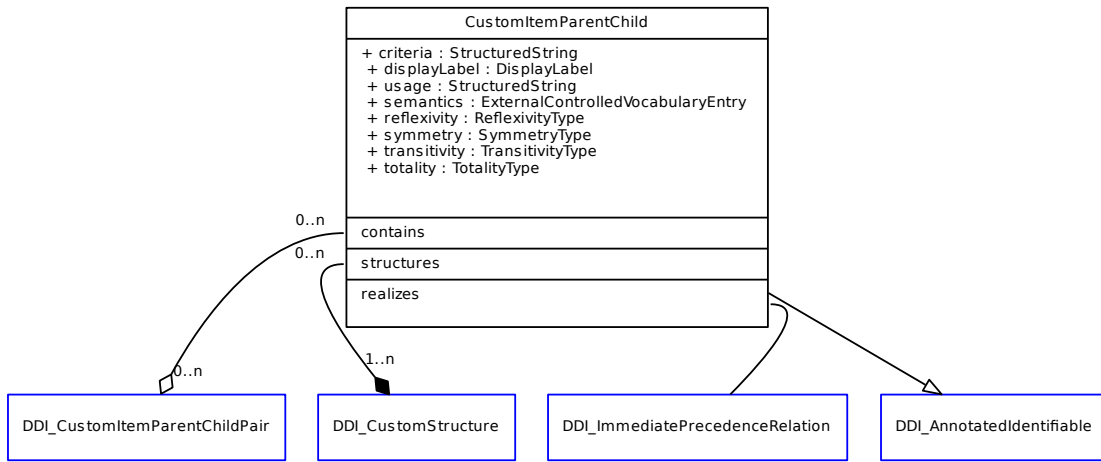 CustomItemParentChild
+ criteria : StructuredString
+ displayLabel : DisplayLabel
+ usage : StructuredString
+ semantics : ExternalControlledVocabularyEntry
+ reflexivity : ReflexivityType
+ symmetry : SymmetryType
+ transitivity : TransitivityType
+ totality : TotalityType
0..n
contains
0..n
structures
realizes
0..n
1..n
DDI_CustomItemParentChildPair
DDI_CustomStructure
DDI_ImmediatePrecedenceRelation
DDI_AnnotatedIdentifiable